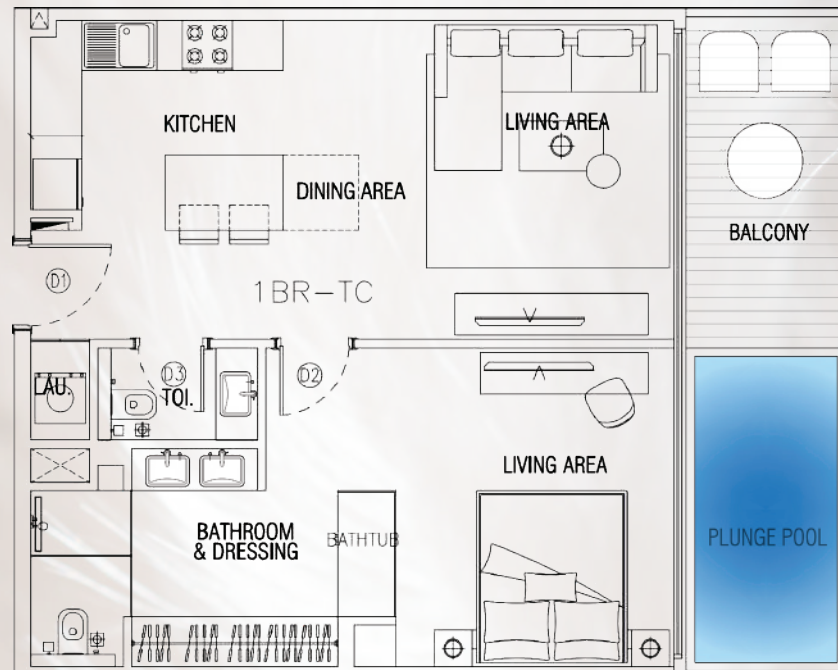 KITCHEN
LIVING AREA
DINING AREA
BALCONY
D1
1BR-TC
D3
D2
LAU.
TOI.
LIVING AREA
BATHROOM
& DRESSING
BATHTUB
PLUNGE POOL